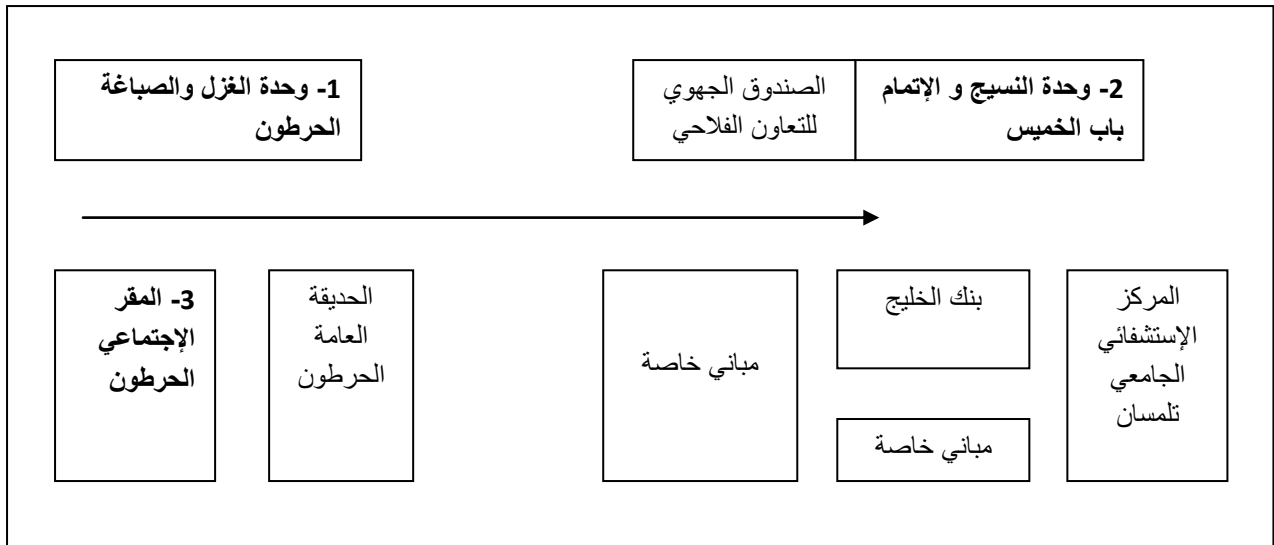 2- وحدة النسيج و الإتمام
باب الخميس
الصندوق الجهوي
للتعاون الفلاحي
1- وحدة الغزل والصباغة
الحرطون
المركز
الإستشفائي
الجامعي
تلمسان
بنك الخليج
مباني خاصة
مباني خاصة
الحديقة
العامة
الحرطون
3- المقر
الإجتماعي
الحرطون